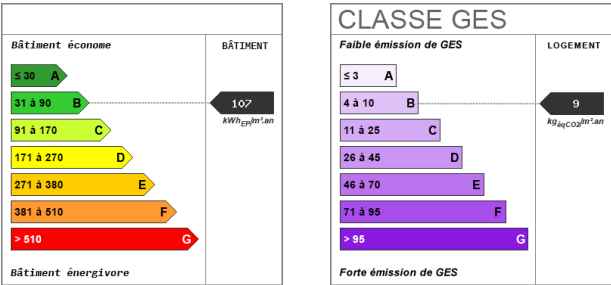 Bâtiment économe
BÂTIMENT
≤ 30 A
31 à 90 B
107
kWhEP/m².an
91 à 170 C
171 à 270 D
271 à 380 E
381 à 510 F
> 510 G
Bâtiment énergivore
CLASSE GES
Faible émission de GES
LOGEMENT
≤ 3 A
4 à 10 B
9
kgéqCO2/m².an
11 à 25 C
26 à 45 D
46 à 70 E
71 à 95 F
> 95 G
Forte émission de GES